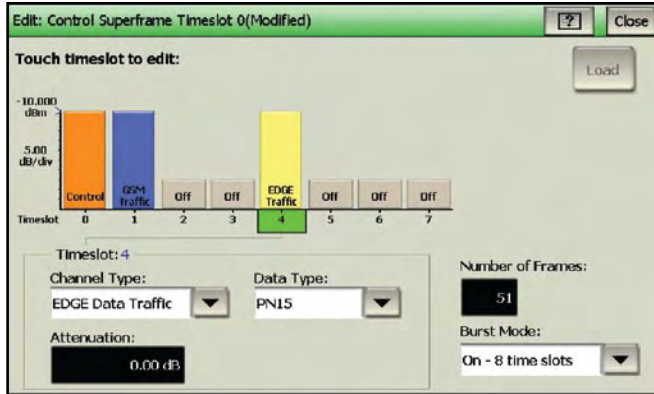 Edit: Control Superframe Timeslot 0(Modified)
?
Close
Touch timeslot to edit:
Load
-10.000
dBm
5.00
dB/div
Control
GSM
Traffic
Off
Off
EDGE
Traffic
Off
Off
Off
Timeslot 0 1 2 3 4 5 6 7
Timeslot: 4
Channel Type:
Data Type:
EDGE Data Traffic
PN15
Attenuation:
0.00 dB
Number of Frames:
51
Burst Mode:
On - 8 time slots